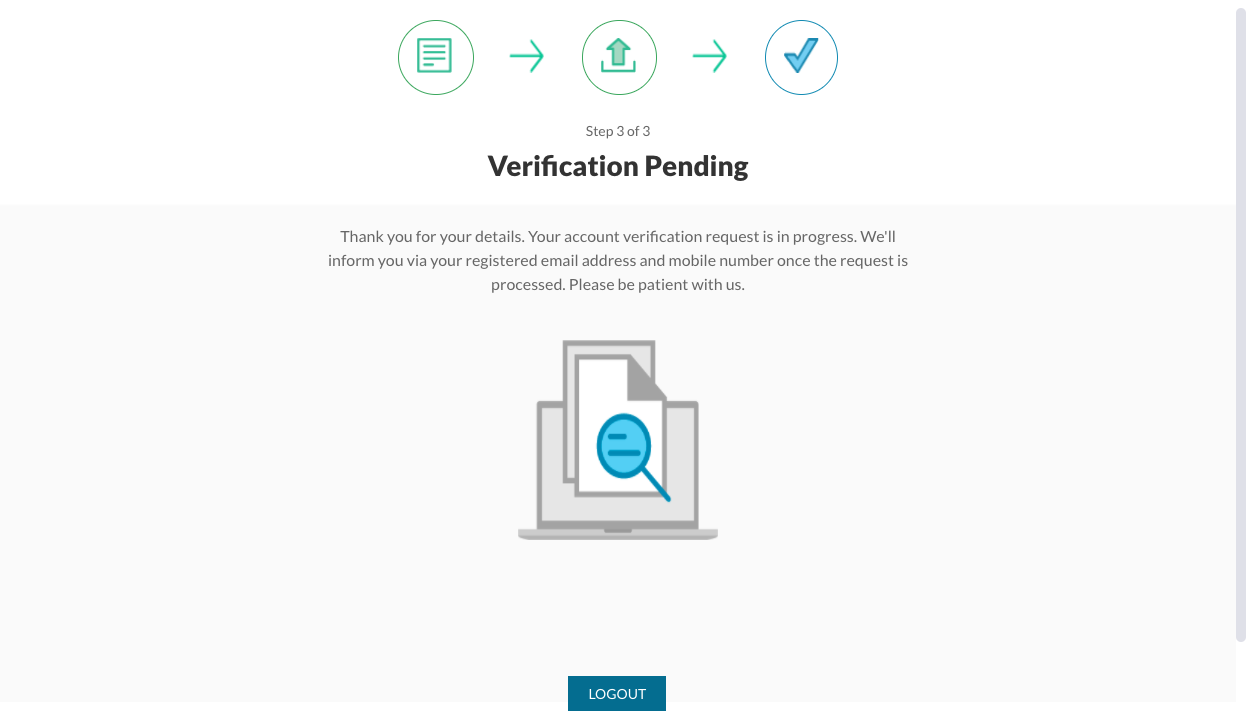 Step 3 of 3
Verification Pending
Thank you for your details. Your account verification request is in progress. We'll
inform you via your registered email address and mobile number once the request is
processed. Please be patient with us.
LOGOUT